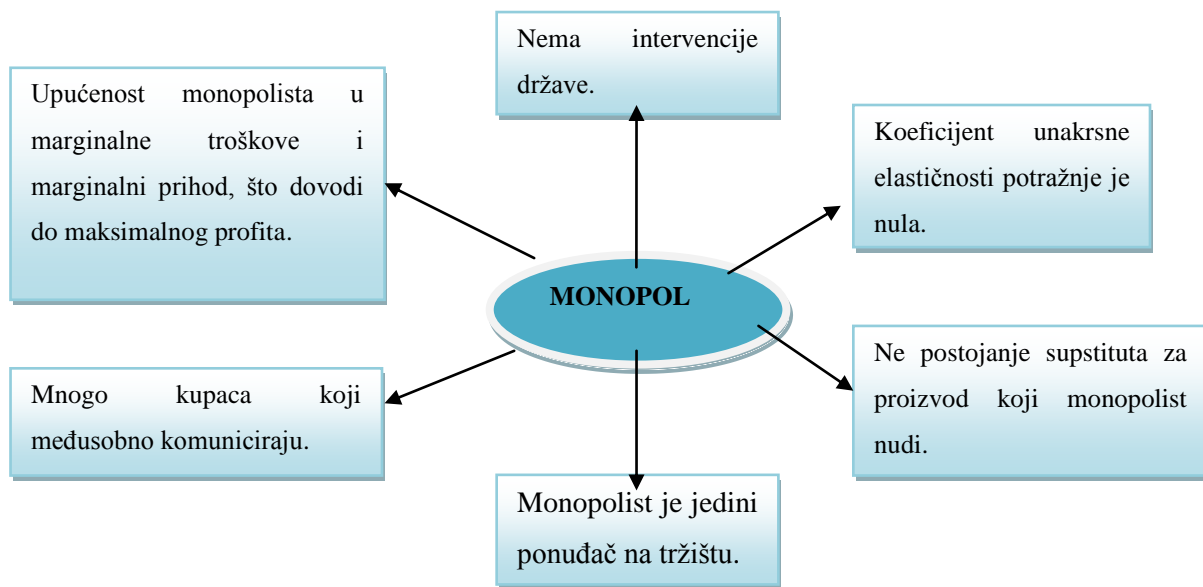 Nema intervencije
države.
Upućenost monopolista u
marginalne troškove i
marginalni prihod, što dovodi
do maksimalnog profita.
Koeficijent unakrsne
elastičnosti potražnje je
nula.
MONOPOL
Ne postojanje supstituta za
proizvod koji monopolist
nudi.
Mnogo kupaca koji
međusobno komuniciraju.
Monopolist je jedini
ponuđač na tržištu.